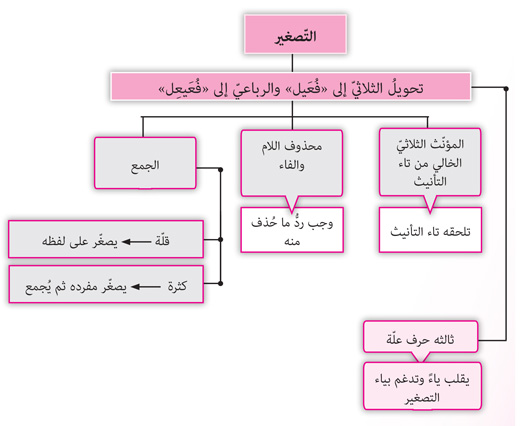 التّصغير
تحويلُ الثلاثيّ إلى «فُعَيل» والرباعيّ إلى «فُعَيعِل»
المؤنّث الثلاثيّ
الخالي من تاء
التأنيث
تلحقه تاء التأنيث
محذوف اللام
والفاء
وجب ردُّ ما حُذف
منه
الجمع
قلّة ← يصغّر على لفظه
كثرة ← يصغّر مفرده ثم يُجمع
ثالثه حرف علّة
يقلب ياءً وتدغم بياء
التصغير